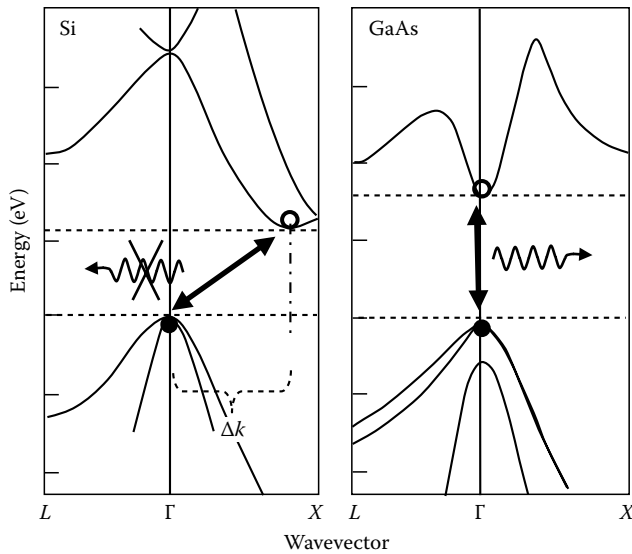 Si
GaAs
Energy (eV)
Δk
L Γ X
L Γ X
Wavevector